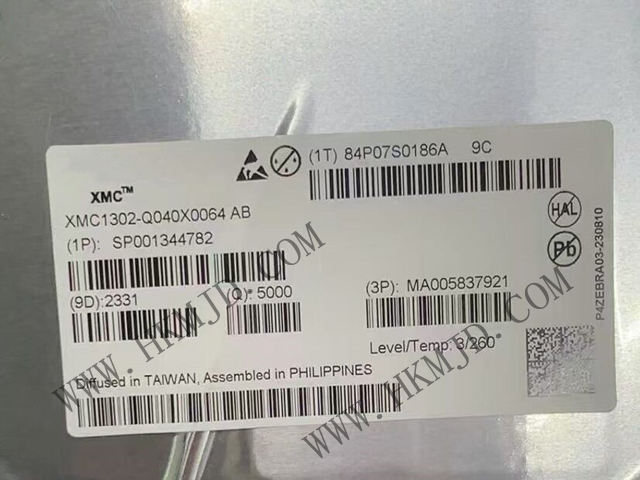 (1T) 84P07S0186A 9C
XMC™
XMC1302-Q040X0064 AB
(1P): SP001344782
HAL
Pb
(9D):2331
(Q): 5000
(3P): MA005837921
Level/Temp: 3/260
Diffused in TAIWAN, Assembled in PHILIPPINES
P4ZEBRA03-230810
WWW.HKMJD.COM
WWW.HKMJD.COM